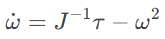 ω̇ = J⁻¹τ − ω²